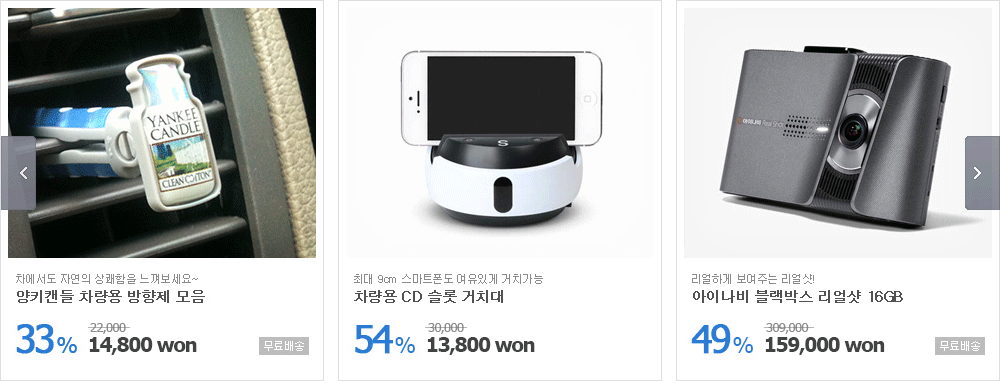 YANKEE
CANDLE
CLEAN COTTON
차에서도 자연의 상쾌함을 느껴보세요~
양키캔들 차량용 방향제 모음
33%
22,000
14,800 won
무료배송
S
최대 9cm 스마트폰도 여유있게 거치가능
차량용 CD 슬롯 거치대
54%
30,000
13,800 won
리얼하게 보여주는 리얼샷!
아이나비 블랙박스 리얼샷 16GB
49%
309,000
159,000 won
무료배송